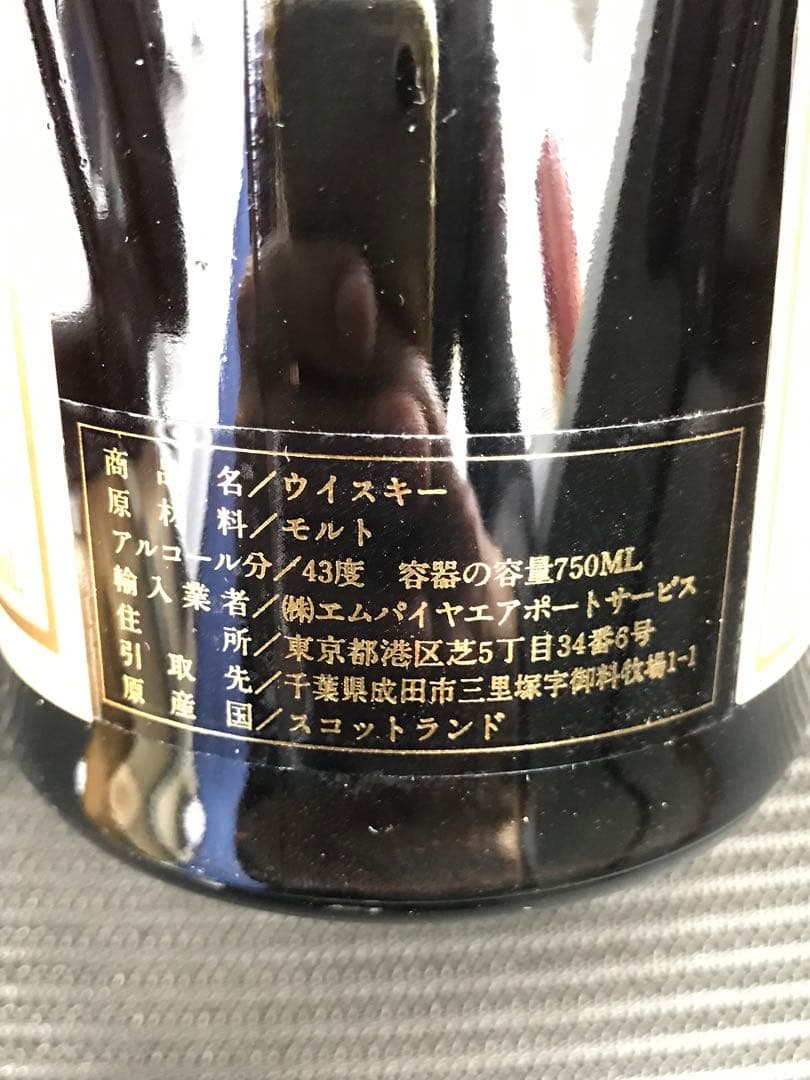 商品名/ウイスキー
原材料/モルト
アルコール分/43度 容器の容量750ML
輸入業者/㈱エムパイヤエアポートサービス
住所/東京都港区芝5丁目34番6号
引取先/千葉県成田市三里塚字御料牧場1-1
原産国/スコットランド